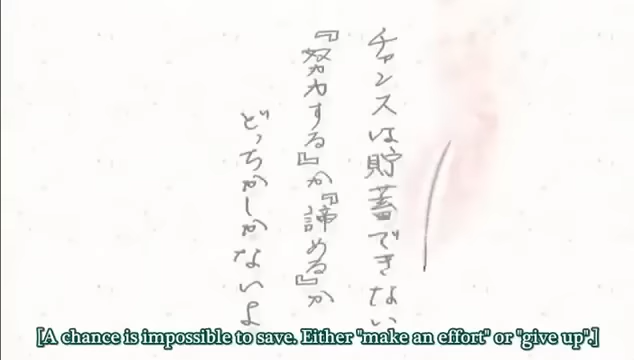 チャンスは貯蓄できない
『努力する』か『諦める』か
どっちかしかないよ
[A chance is impossible to save. Either "make an effort" or "give up".]